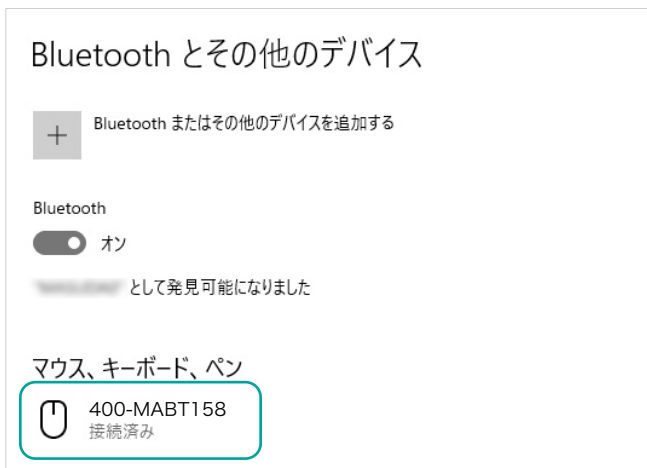 Bluetooth とその他のデバイス
Bluetooth またはその他のデバイスを追加する
Bluetooth
オン
として発見可能になりました
マウス、キーボード、ペン
400-MABT158
接続済み